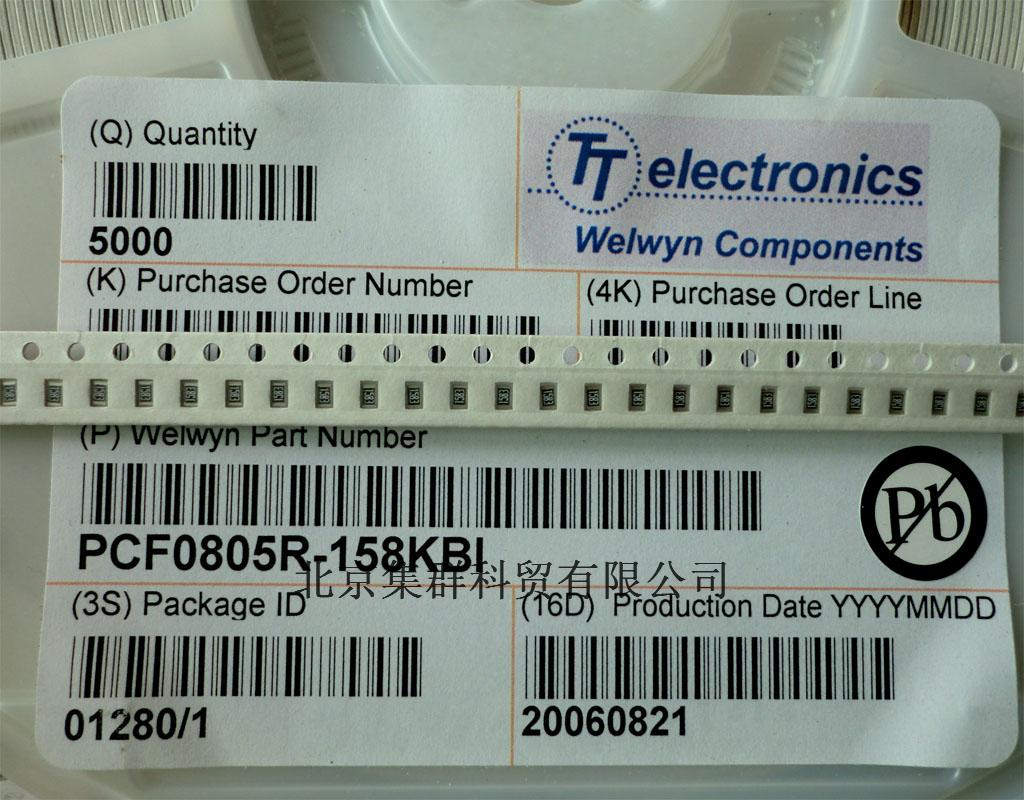 (Q) Quantity
5000
TT electronics
Welwyn Components
(K) Purchase Order Number
(4K) Purchase Order Line
(P) Welwyn Part Number
PCF0805R-158KBI
北京集群科贸有限公司
(3S) Package ID
(16D) Production Date YYYYMMDD
01280/1
20060821
Pb